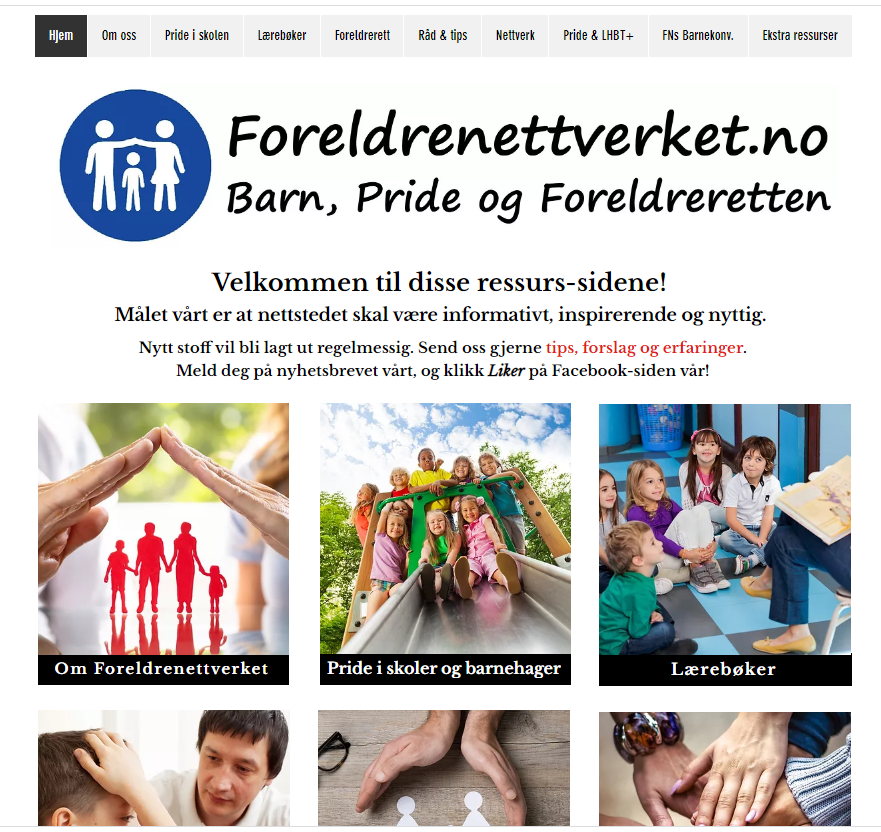 Hjem Om oss Pride i skolen Lærebøker Foreldrerett Råd & tips Nettverk Pride & LHBT+ FNs Barnekonv. Ekstra ressurser
Foreldrenettverket.no
Barn, Pride og Foreldreretten
Velkommen til disse ressurs-sidene!
Målet vårt er at nettstedet skal være informativt, inspirerende og nyttig.
Nytt stoff vil bli lagt ut regelmessig. Send oss gjerne tips, forslag og erfaringer.
Meld deg på nyhetsbrevet vårt, og klikk Liker på Facebook-siden vår!
Om Foreldrenettverket
Pride i skoler og barnehager
Lærebøker